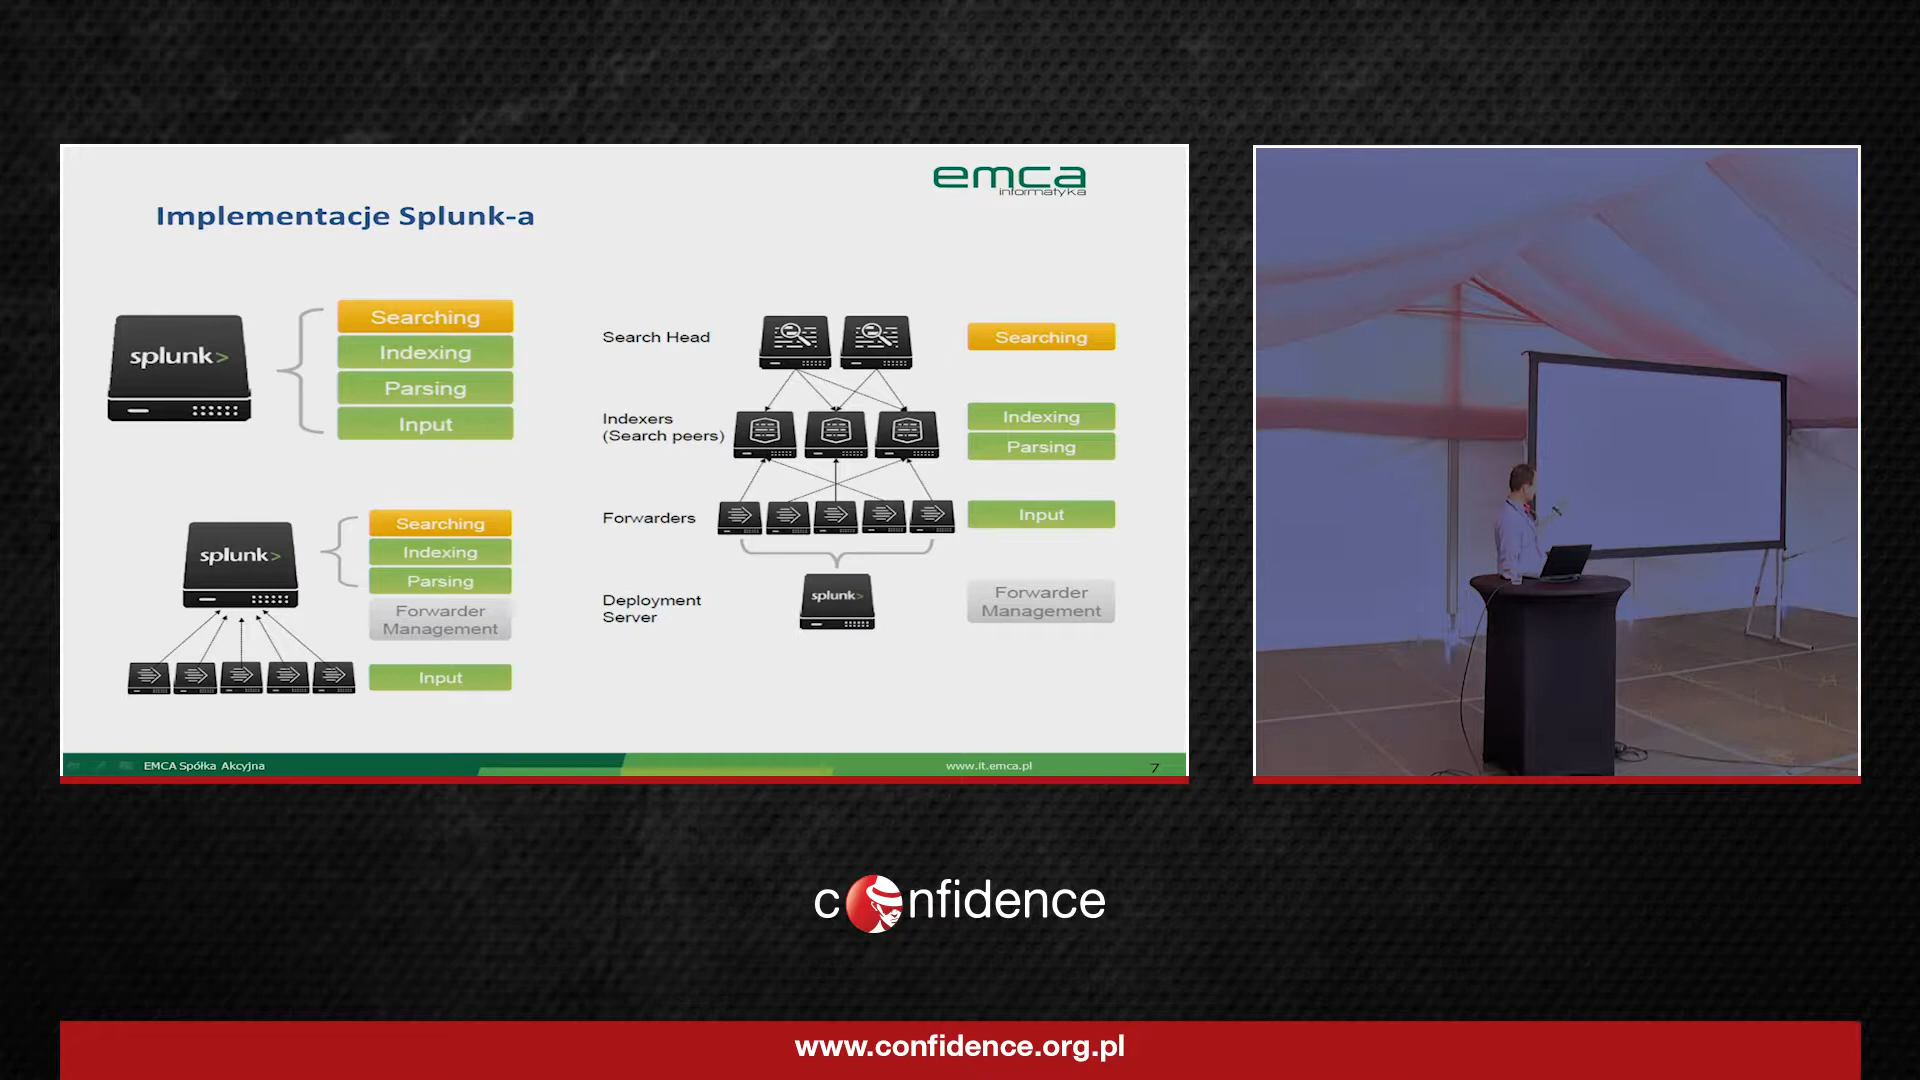 emca
informatyka
Implementacje Splunk-a
splunk>
Searching
Indexing
Parsing
Input
splunk>
Searching
Indexing
Parsing
Forwarder
Management
Input
Search Head
Searching
Indexers
(Search peers)
Indexing
Parsing
Forwarders
Input
Deployment
Server
splunk>
Forwarder
Management
EMCA Spółka Akcyjna
www.it.emca.pl
7
confidence
www.confidence.org.pl